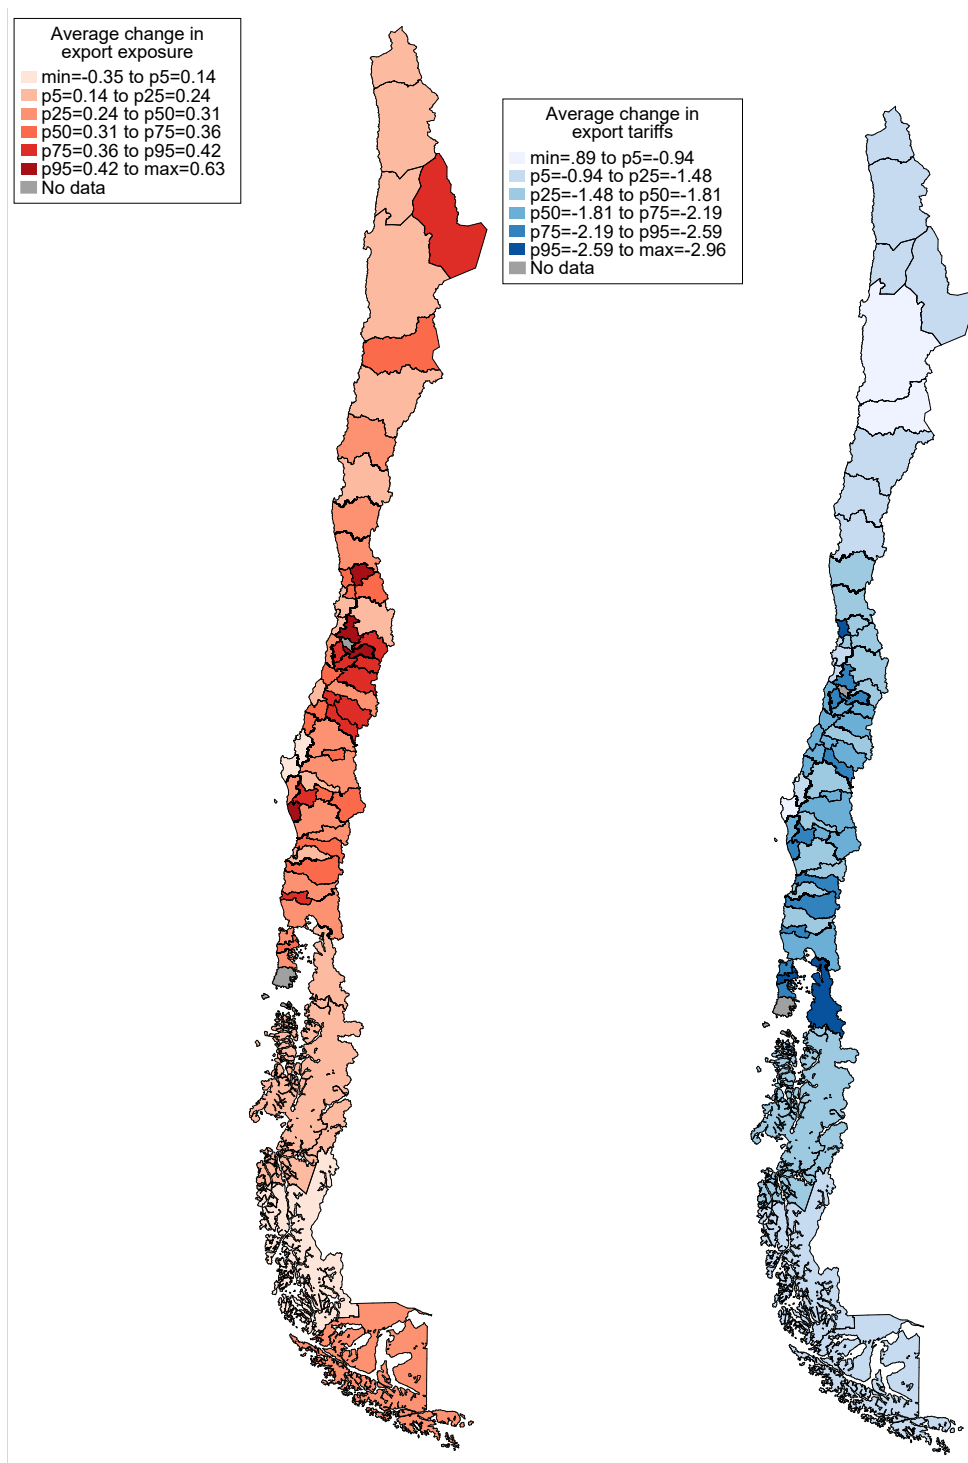 Average change in
export exposure
min=-0.35 to p5=0.14
p5=0.14 to p25=0.24
p25=0.24 to p50=0.31
p50=0.31 to p75=0.36
p75=0.36 to p95=0.42
p95=0.42 to max=0.63
No data
Average change in
export tariffs
min=.89 to p5=-0.94
p5=-0.94 to p25=-1.48
p25=-1.48 to p50=-1.81
p50=-1.81 to p75=-2.19
p75=-2.19 to p95=-2.59
p95=-2.59 to max=-2.96
No data